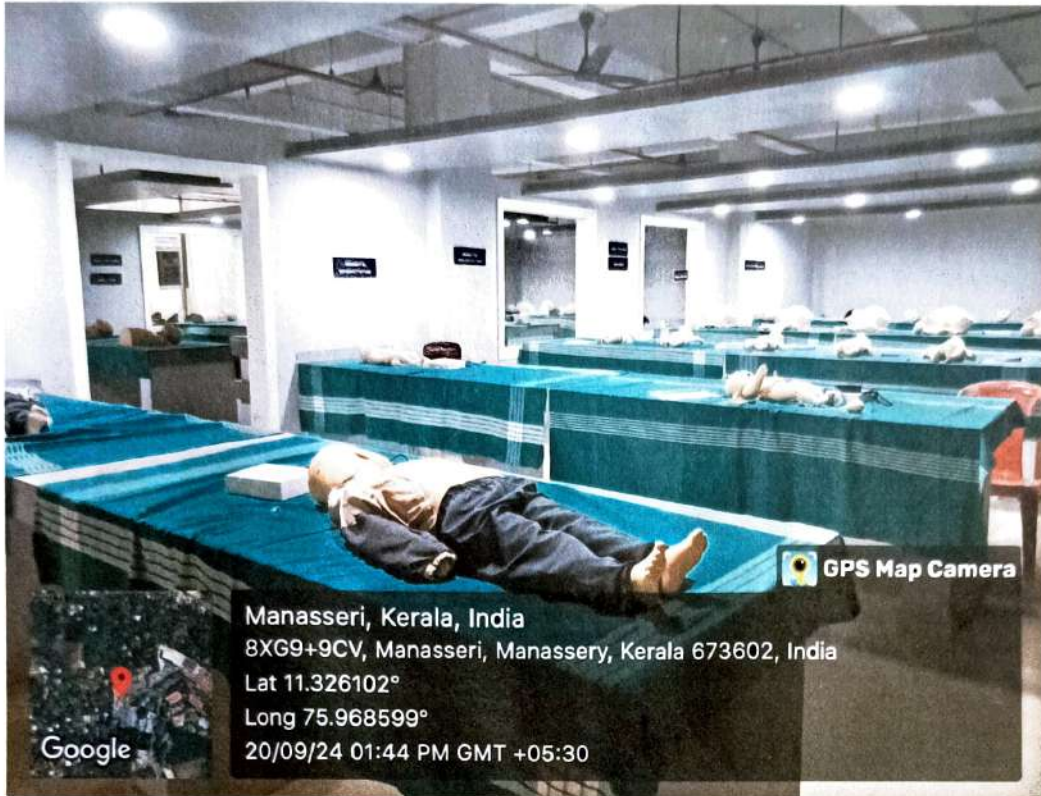 GPS Map Camera
Manasseri, Kerala, India
8XG9+9CV, Manasseri, Manassery, Kerala 673602, India
Lat 11.326102°
Long 75.968599°
20/09/24 01:44 PM GMT +05:30
Google